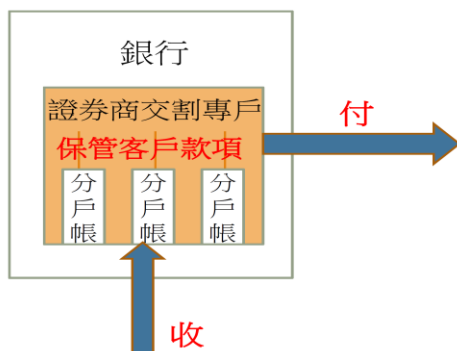 銀行
證券商交割專戶
保管客戶款項
分戶帳
分戶帳
分戶帳
付
收